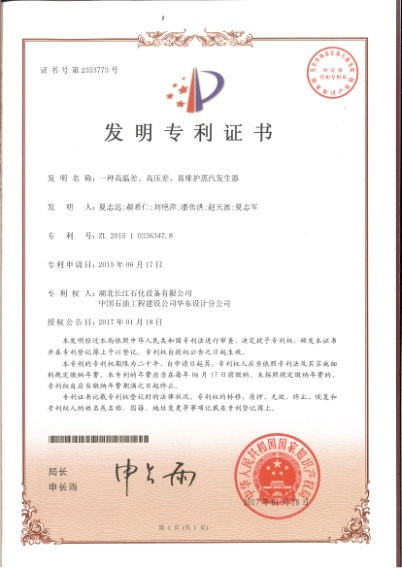 证书号第2353773号
发明专利证书
发 明 名 称：一种高温差、高压差、易维护蒸汽发生器
发 明 人：夏志远;郝希仁;刘艳萍;潘传洪;赵天波;夏志军
专 利 号：ZL 2015 1 0336347.8
专利申请日：2015年06月17日
专 利 权 人：湖北长江石化设备有限公司
中国石油工程建设公司华东设计分公司
授权公告日：2017年01月18日
本发明经过本局依照中华人民共和国专利法进行审查，决定授予专利权，颁发本证书
并在专利登记簿上予以登记。专利权自授权公告之日起生效。
本专利的专利权期限为二十年，自申请日起算。专利权人应当依照专利法及其实施细
则规定缴纳年费。本专利的年费应当在每年06月17日前缴纳。未按照规定缴纳年费的，
专利权自应当缴纳年费期满之日起终止。
专利证书记载专利权登记时的法律状况。专利权的转移、质押、无效、终止、恢复和
专利权人的姓名或名称、国籍、地址变更等事项记载在专利登记簿上。
局长
申长雨
申长雨
中华人民共和国国家知识产权局
2017年01月18日
第1页(共1页)